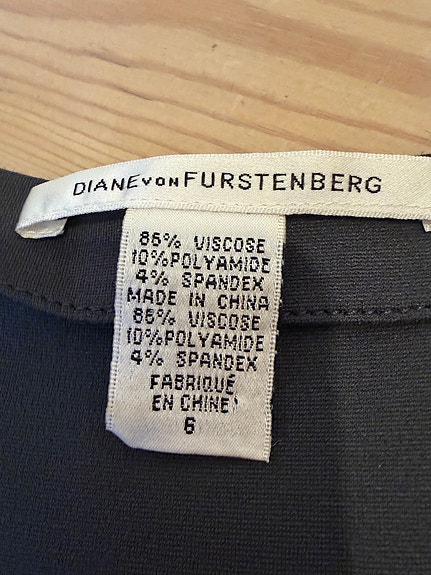 DIANE VON FURSTENBERG
86% VISCOSE
10% POLYAMIDE
4% SPANDEX
MADE IN CHINA
86% VISCOSE
10% POLYAMIDE
4% SPANDEX
FABRIQUÉ
EN CHINE
6